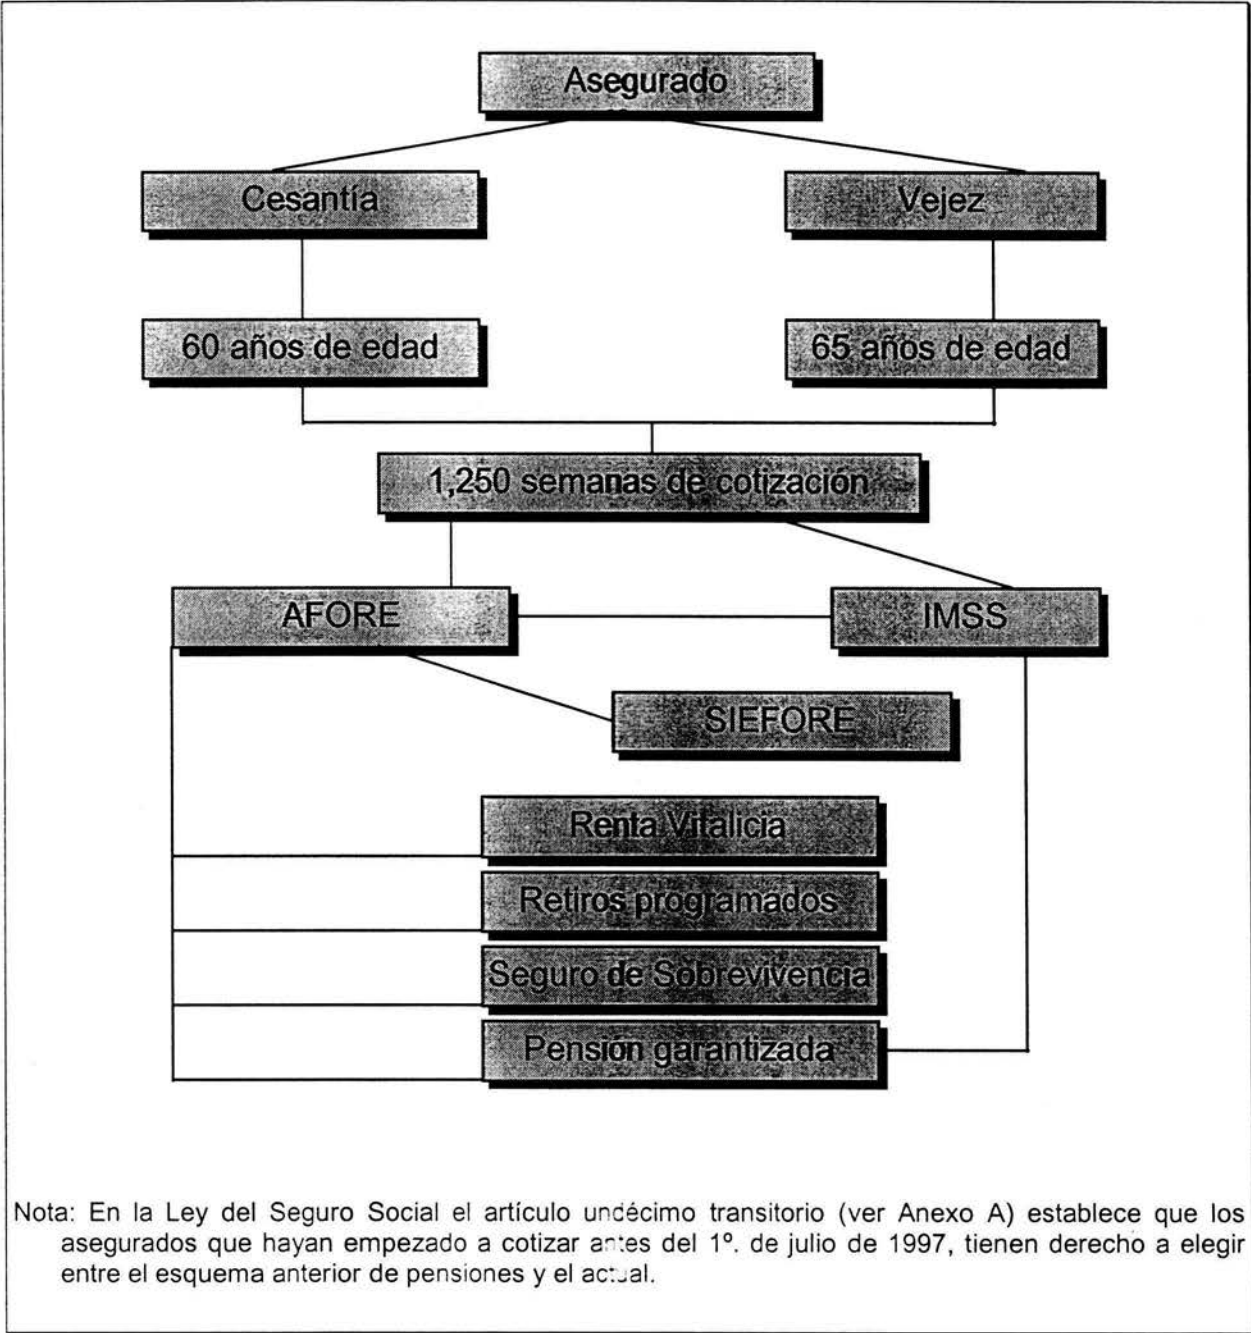 Asegurado
Cesantía
Vejez
60 años de edad
65 años de edad
1,250 semanas de cotización
AFORE
IMSS
SIEFORE
Renta Vitalicia
Retiros programados
Seguro de Sobrevivencia
Pensión garantizada
Nota: En la Ley del Seguro Social el artículo undécimo transitorio (ver Anexo A) establece que los
asegurados que hayan empezado a cotizar antes del 1º. de julio de 1997, tienen derecho a elegir
entre el esquema anterior de pensiones y el actual.